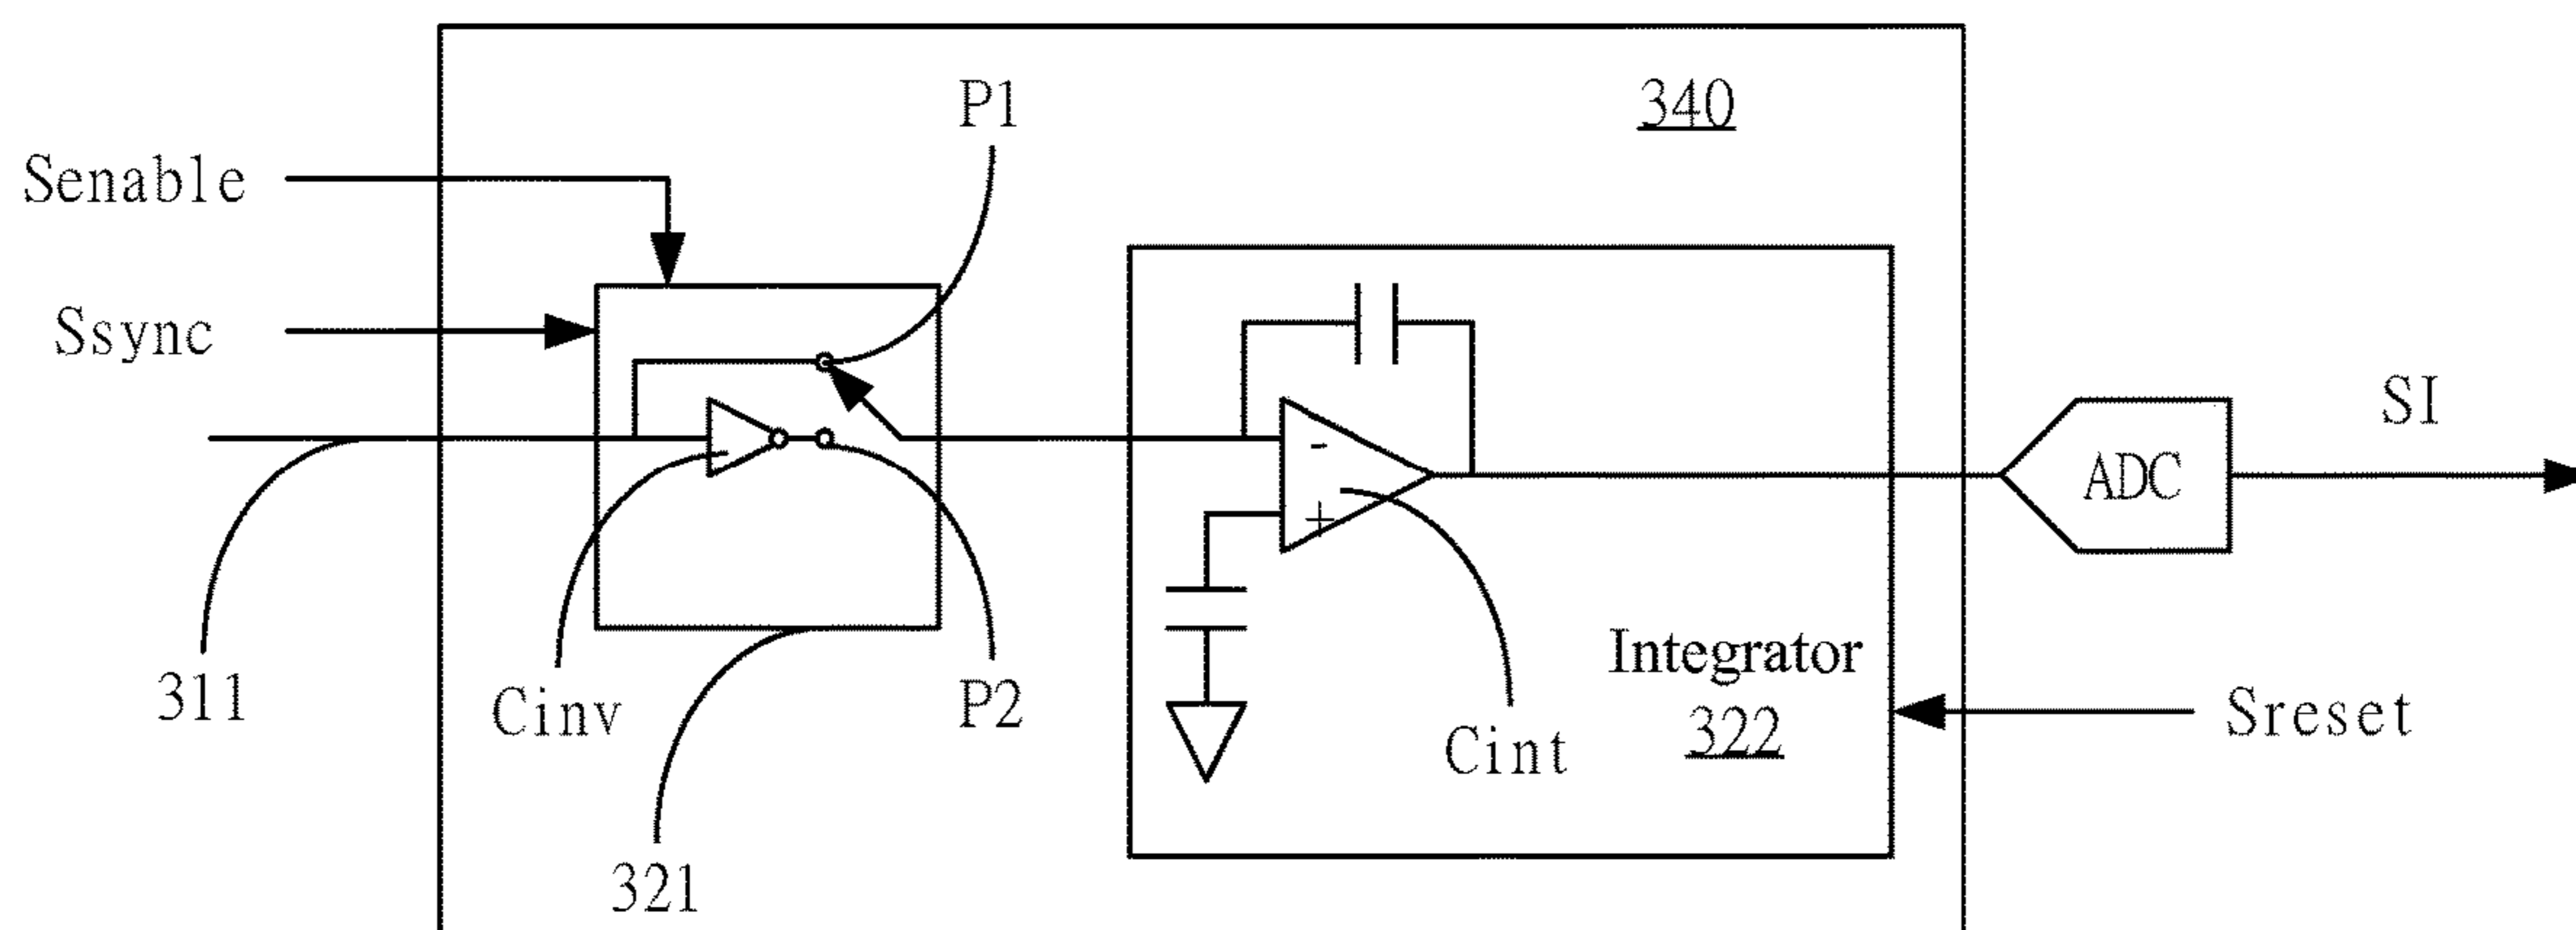 P1
340
Senable
Ssync
SI
-
ADC
+
311
Cinv
P2
Integrator
322
Cint
Sreset
321